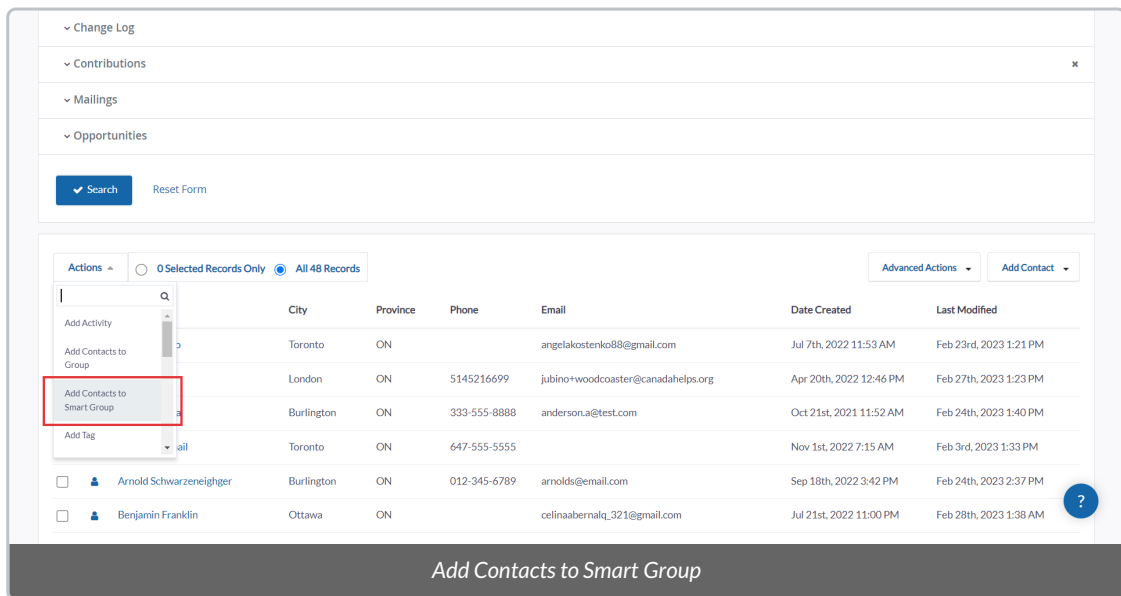 Change Log
Contributions
Mailings
Opportunities
Search Reset Form
Actions 0 Selected Records Only All 48 Records Advanced Actions Add Contact
City Province Phone Email Date Created Last Modified
Add Activity
Toronto ON angelakostenko88@gmail.com Jul 7th, 2022 11:53 AM Feb 23rd, 2023 1:21 PM
Add Contacts to
Group
London ON 5145216699 jubino+woodcoaster@canadahelps.org Apr 20th, 2022 12:46 PM Feb 27th, 2023 1:23 PM
Add Contacts to
Smart Group
Burlington ON 333-555-8888 anderson.a@test.com Oct 21st, 2021 11:52 AM Feb 24th, 2023 1:40 PM
Add Tag
ail Toronto ON 647-555-5555 Nov 1st, 2022 7:15 AM Feb 3rd, 2023 1:33 PM
Arnold Schwarzeneighger Burlington ON 012-345-6789 arnolds@email.com Sep 18th, 2022 3:42 PM Feb 24th, 2023 2:37 PM
?
Benjamin Franklin Ottawa ON celinaabernalq_321@gmail.com Jul 21st, 2022 11:00 PM Feb 28th, 2023 1:38 AM
Add Contacts to Smart Group